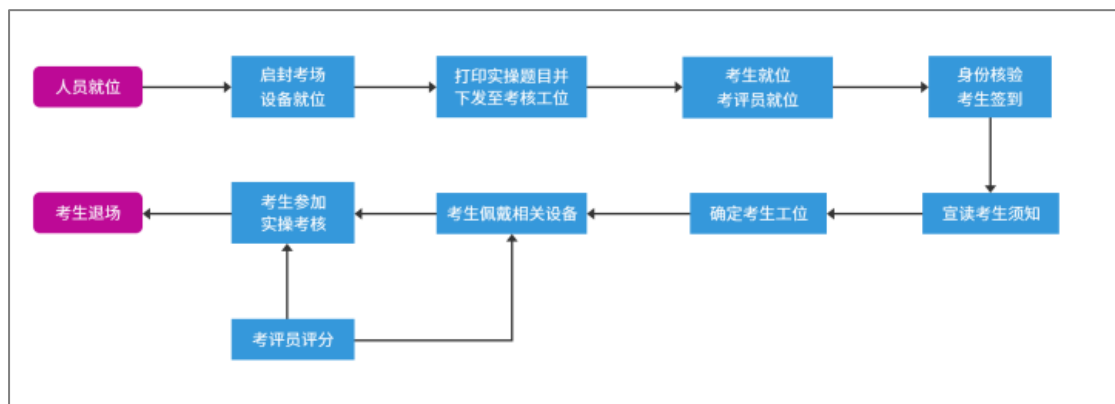 人员就位
启封考场
设备就位
打印实操题目并
下发至考核工位
考生就位
考评员就位
身份核验
考生签到
考生退场
考生参加
实操考核
考生佩戴相关设备
确定考生工位
宣读考生须知
考评员评分